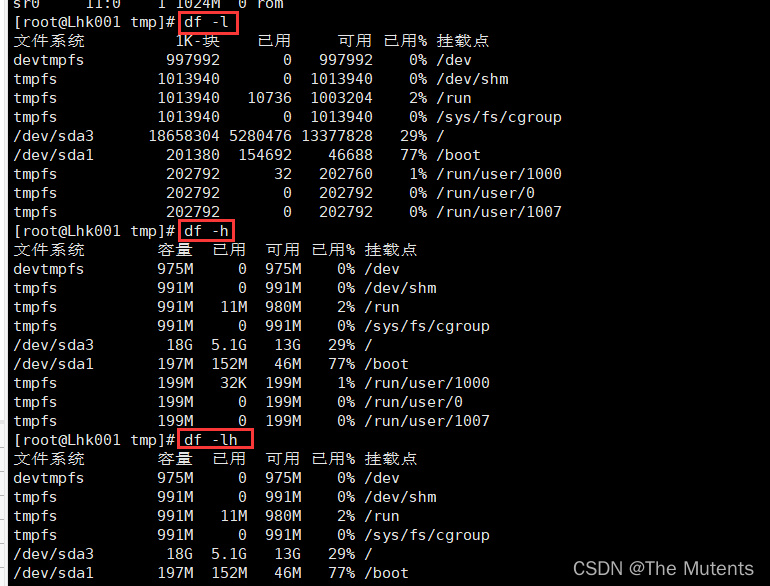 sr0     11:0    1 1024M  0 rom
[root@Lhk001 tmp]# df -l
文件系统          1K-块    已用     可用 已用% 挂载点
devtmpfs         997992       0   997992    0% /dev
tmpfs           1013940       0  1013940    0% /dev/shm
tmpfs           1013940   10736  1003204    2% /run
tmpfs           1013940       0  1013940    0% /sys/fs/cgroup
/dev/sda3      18658304 5280476 13377828   29% /
/dev/sda1        201380  154692    46688   77% /boot
tmpfs            202792      32   202760    1% /run/user/1000
tmpfs            202792       0   202792    0% /run/user/0
tmpfs            202792       0   202792    0% /run/user/1007
[root@Lhk001 tmp]# df -h
文件系统        容量  已用  可用 已用% 挂载点
devtmpfs        975M     0  975M    0% /dev
tmpfs           991M     0  991M    0% /dev/shm
tmpfs           991M   11M  980M    2% /run
tmpfs           991M     0  991M    0% /sys/fs/cgroup
/dev/sda3        18G  5.1G   13G   29% /
/dev/sda1       197M  152M   46M   77% /boot
tmpfs           199M   32K  199M    1% /run/user/1000
tmpfs           199M     0  199M    0% /run/user/0
tmpfs           199M     0  199M    0% /run/user/1007
[root@Lhk001 tmp]# df -lh
文件系统        容量  已用  可用 已用% 挂载点
devtmpfs        975M     0  975M    0% /dev
tmpfs           991M     0  991M    0% /dev/shm
tmpfs           991M   11M  980M    2% /run
tmpfs           991M     0  991M    0% /sys/fs/cgroup
/dev/sda3        18G  5.1G   13G   29% /
/dev/sda1       197M  152M   46M   77% /boot
CSDN @The Mutents